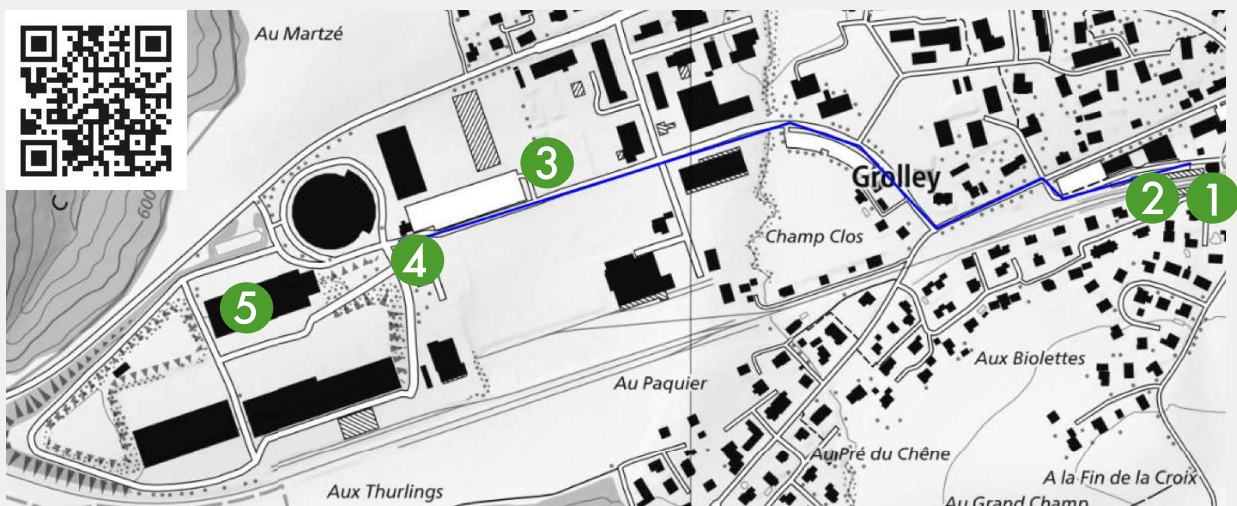 Au Martzé
C
600
3
Grolley
2
1
Champ Clos
4
5
Aux Biolettes
Au Paquier
Au Pré du Chêne
A la Fin de la Croix
Aux Thurlings
Au Grand Champ